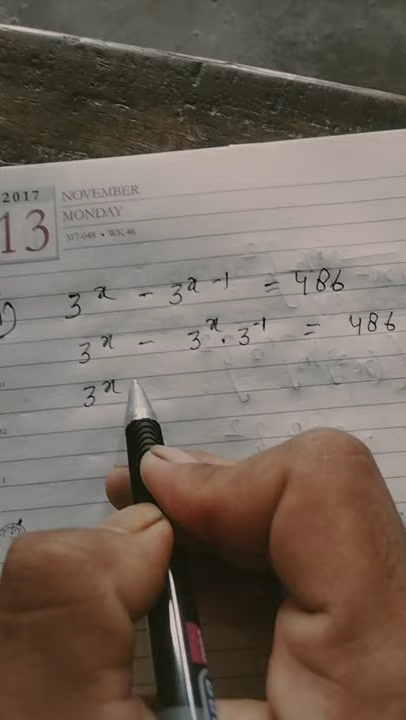 2017 NOVEMBER
13 MONDAY
317-048 • WK-46
3^x - 3^(x-1) = 486
3^x - 3^x . 3^-1 = 486
3^x